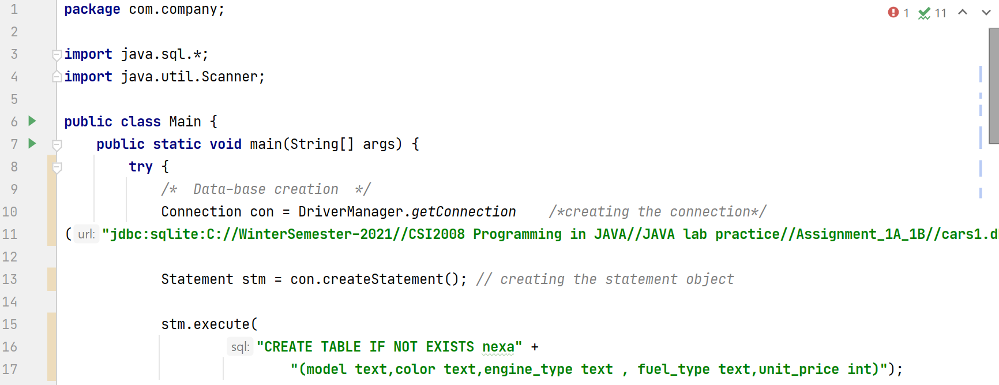 1 package com.company; 1 11
2
3 import java.sql.*;
4 import java.util.Scanner;
5
6 public class Main {
7 public static void main(String[] args) {
8 try {
9 /* Data-base creation */
10 Connection con = DriverManager.getConnection /*creating the connection*/
11 ( url: "jdbc:sqlite:C://WinterSemester-2021//CSI2008 Programming in JAVA//JAVA lab practice//Assignment_1A_1B//cars1.d
12
13 Statement stm = con.createStatement(); // creating the statement object
14
15 stm.execute(
16 sql: "CREATE TABLE IF NOT EXISTS nexa" +
17 "(model text,color text,engine_type text , fuel_type text,unit_price int)");